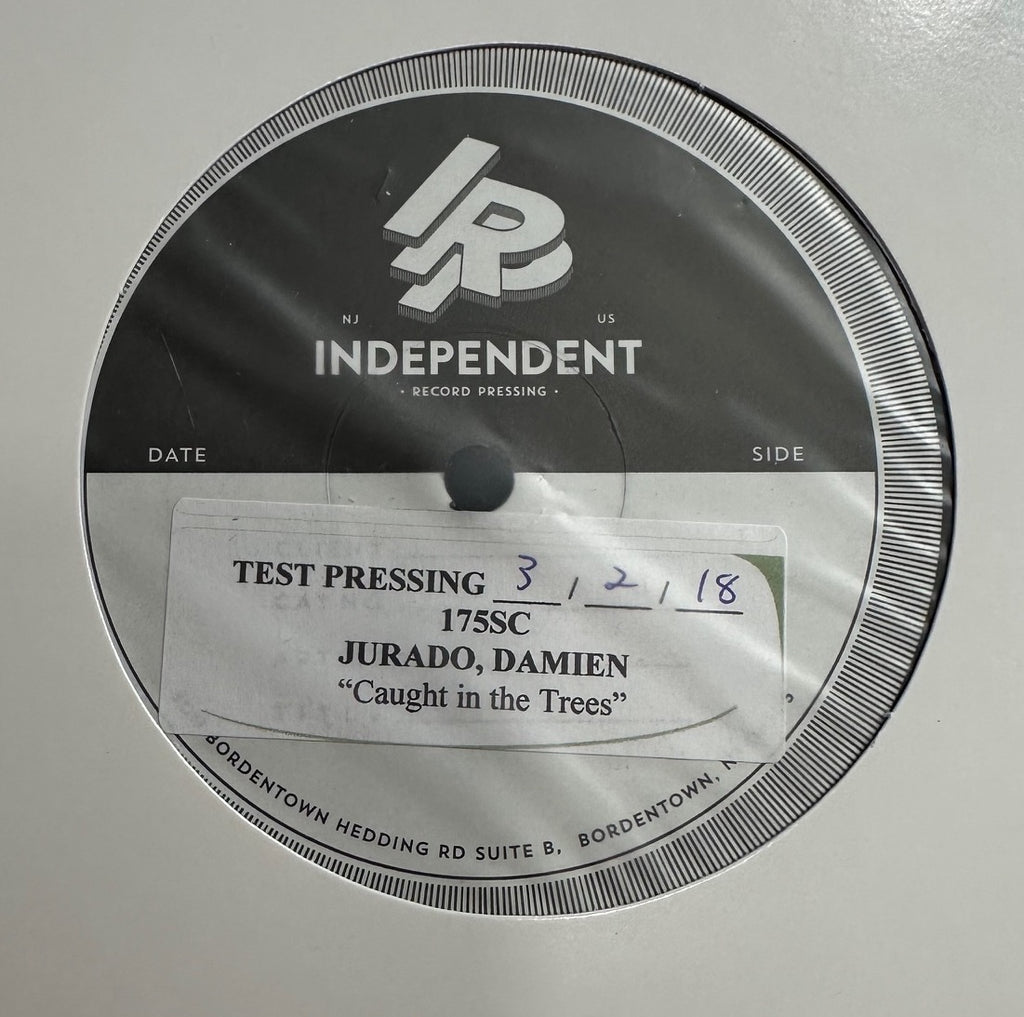 IRP
NJ US
INDEPENDENT
· RECORD PRESSING ·
DATE SIDE
TEST PRESSING 3 / 2 / 18
175SC
JURADO, DAMIEN
“Caught in the Trees”
BORDENTOWN HEDDING RD SUITE B, BORDENTOWN,